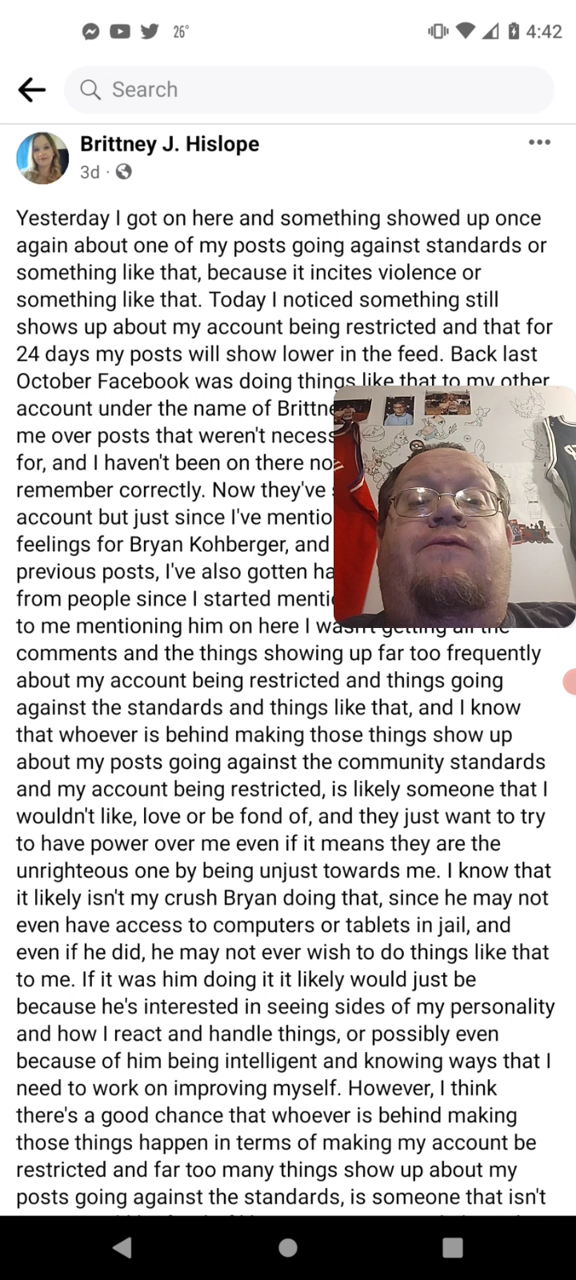 26°
4:42
Search
Brittney J. Hislope
3d
Yesterday I got on here and something showed up once
again about one of my posts going against standards or
something like that, because it incites violence or
something like that. Today I noticed something still
shows up about my account being restricted and that for
24 days my posts will show lower in the feed. Back last
October Facebook was doing things like that to my other
account under the name of
me over posts that weren't
for, and I haven't been on there
remember correctly. Now they've
account but just since I've
feelings for Bryan Kohberger, and
previous posts, I've also gotten
from people since I started
to me mentioning him on here I wasn't getting all the
comments and the things showing up far too frequently
about my account being restricted and things going
against the standards and things like that, and I know
that whoever is behind making those things show up
about my posts going against the community standards
and my account being restricted, is likely someone that I
wouldn't like, love or be fond of, and they just want to try
to have power over me even if it means they are the
unrighteous one by being unjust towards me. I know that
it likely isn't my crush Bryan doing that, since he may not
even have access to computers or tablets in jail, and
even if he did, he may not ever wish to do things like that
to me. If it was him doing it it likely would just be
because he's interested in seeing sides of my personality
and how I react and handle things, or possibly even
because of him being intelligent and knowing ways that I
need to work on improving myself. However, I think
there's a good chance that whoever is behind making
those things happen in terms of making my account be
restricted and far too many things show up about my
posts going against the standards, is someone that isn't